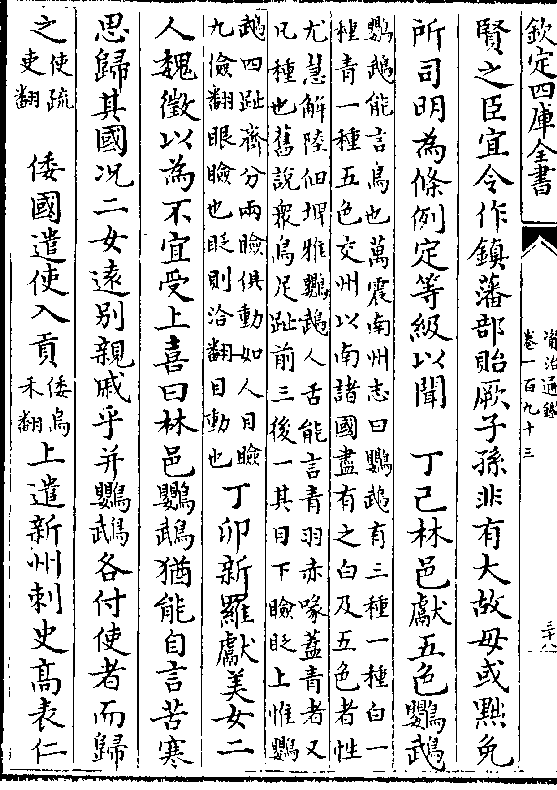 欽定四庫全書
資治通鑑
卷一百九十三
賢之臣宜令作鎮藩部貽厥子孫非有大故毋或黜免
所司明為條例定等級以聞　丁巳林邑獻五色鸚鵡
鸚鵡能言鳥也萬震南州志曰鸚鵡有三種一種白一
種青一種五色交州以南諸國盡有之白及五色者性
尤慧解陸佃埤雅鸚鵡人舌能言青羽赤喙蓋青者又
凡種也舊說衆鳥足趾前三後一其目下瞼眨上惟鸚
鵡四趾齊分兩瞼俱動如人目瞼
九儉翻眼瞼也眨則洽翻目動也
丁卯新羅獻美女二
人魏徵以為不宜受上喜曰林邑鸚鵡猶能自言苦寒
思歸其國况二女遠别親戚乎并鸚鵡各付使者而歸
之使疏吏翻　倭國遣使入貢倭烏禾翻上遣新州刺史髙表仁